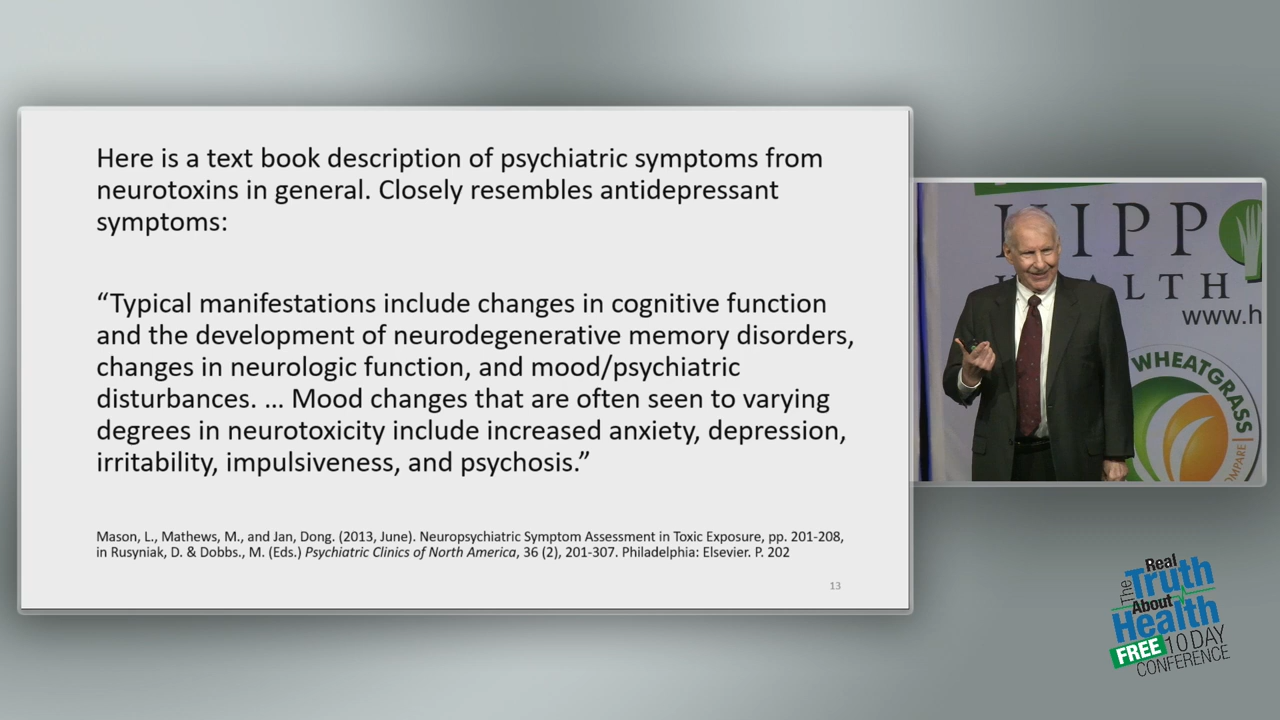 Here is a text book description of psychiatric symptoms from
neurotoxins in general. Closely resembles antidepressant
symptoms:
“Typical manifestations include changes in cognitive function
and the development of neurodegenerative memory disorders,
changes in neurologic function, and mood/psychiatric
disturbances. … Mood changes that are often seen to varying
degrees in neurotoxicity include increased anxiety, depression,
irritability, impulsiveness, and psychosis.”
Mason, L., Mathews, M., and Jan, Dong. (2013, June). Neuropsychiatric Symptom Assessment in Toxic Exposure, pp. 201-208,
in Rusyniak, D. & Dobbs., M. (Eds.) Psychiatric Clinics of North America, 36 (2), 201-307. Philadelphia: Elsevier. P. 202
13
HIPP
ALTH
www.h
WHEATGRASS
OMPARE
The
Real
Truth
About
Health
FREE 10 DAY
CONFERENCE